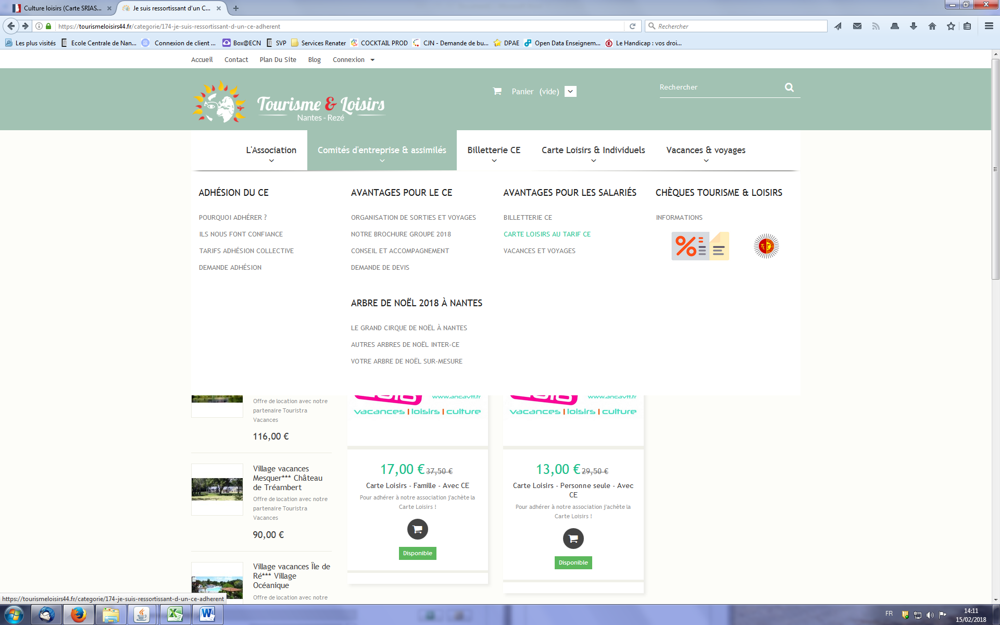 Culture loisirs (Carte SRIAS...
Je suis ressortissant d'un C...
https://tourismeloisirs44.fr/categorie/174-je-suis-ressortissant-d-un-ce-adherent
Rechercher
Les plus visités
Ecole Centrale de Nan...
Connexion de client ...
Box@ECN
SVP
Services Renater
COCKTAIL PROD
CJN - Demande de bu...
DPAE
Open Data Enseignem...
Le Handicap : vos droi...
Accueil
Contact
Plan Du Site
Blog
Connexion
Tourisme & Loisirs
Nantes - Rezé
Panier (vide)
Rechercher
L'Association
Comités d'entreprise & assimilés
Billetterie CE
Carte Loisirs & Individuels
Vacances & voyages
ADHÉSION DU CE
POURQUOI ADHÉRER ?
ILS NOUS FONT CONFIANCE
TARIFS ADHÉSION COLLECTIVE
DEMANDE ADHÉSION
AVANTAGES POUR LE CE
ORGANISATION DE SORTIES ET VOYAGES
NOTRE BROCHURE GROUPE 2018
CONSEIL ET ACCOMPAGNEMENT
DEMANDE DE DEVIS
ARBRE DE NOËL 2018 À NANTES
LE GRAND CIRQUE DE NOËL À NANTES
AUTRES ARBRES DE NOËL INTER-CE
VOTRE ARBRE DE NOËL SUR-MESURE
AVANTAGES POUR LES SALARIÉS
BILLETTERIE CE
CARTE LOISIRS AU TARIF CE
VACANCES ET VOYAGES
CHÈQUES TOURISME & LOISIRS
INFORMATIONS
%
Offre de location avec notre
partenaire Touristra
Vacances
116,00 €
Village vacances
Mesquer*** Château
de Tréambert
Offre de location avec notre
partenaire Touristra
Vacances
90,00 €
Village vacances Île de
Ré*** Village
Océanique
Offre de location avec notre
www.ancavtt.fr
vacances | loisirs | culture
17,00 € 37,50 €
Carte Loisirs - Famille - Avec CE
Pour adhérer à notre association j'achète la
Carte Loisirs !
Disponible
www.ancavtt.fr
vacances | loisirs | culture
13,00 € 29,50 €
Carte Loisirs - Personne seule - Avec
CE
Pour adhérer à notre association j'achète la
Carte Loisirs !
Disponible
https://tourismeloisirs44.fr/categorie/174-je-suis-ressortissant-d-un-ce-adherent
FR
14:11
15/02/2018